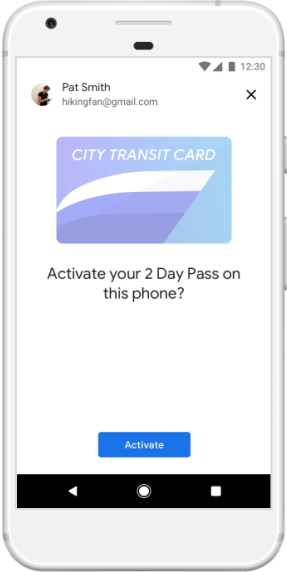 12:30
Pat Smith
hikingfan@gmail.com
CITY TRANSIT CARD
Activate your 2 Day Pass on
this phone?
Activate